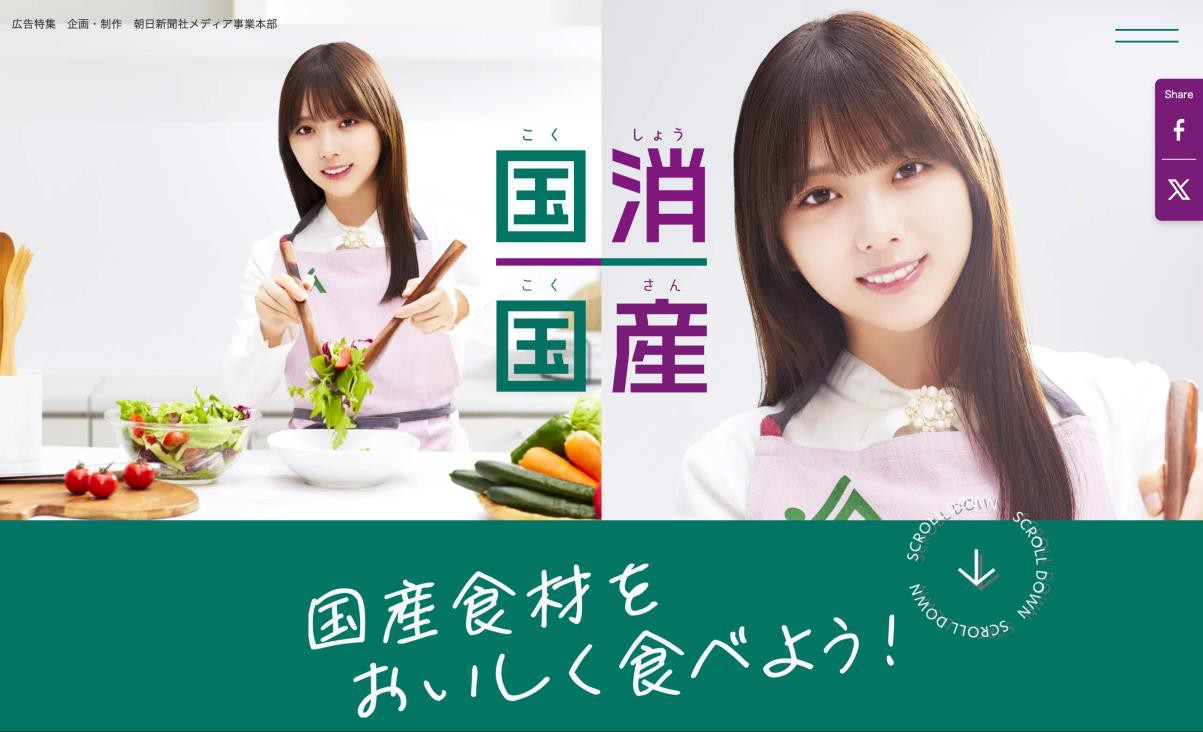 広告特集 企画・制作 朝日新聞社メディア事業本部
Share
こく しょう
国消
こく さん
国産
国産食材を
おいしく食べよう!
SCROLL DOWN SCROLL DOWN SCROLL DOWN SCROLL DOWN